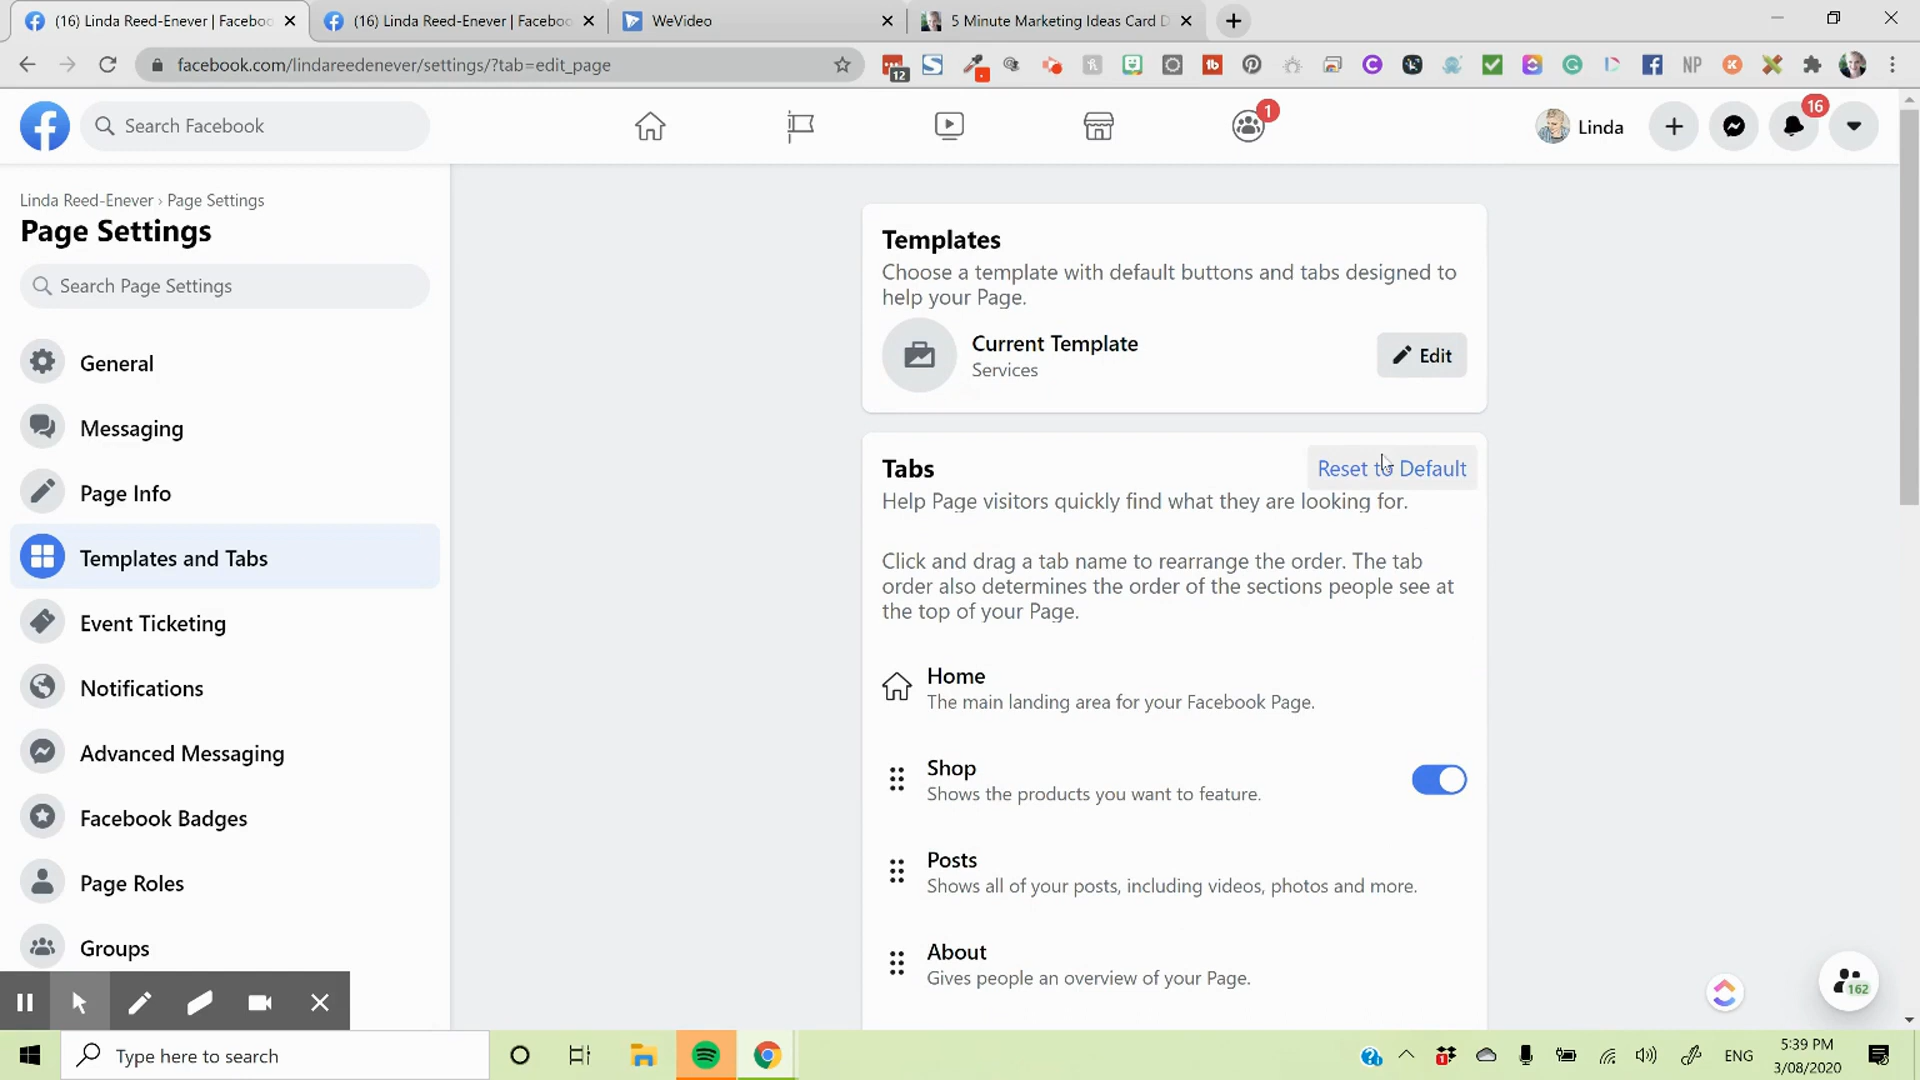 (16) Linda Reed-Enever | Faceboo
(16) Linda Reed-Enever | Faceboo
WeVideo
5 Minute Marketing Ideas Card D
facebook.com/lindareedenever/settings/?tab=edit_page
12
Search Facebook
1
Linda
16
Linda Reed-Enever › Page Settings
Page Settings
Search Page Settings
General
Messaging
Page Info
Templates and Tabs
Event Ticketing
Notifications
Advanced Messaging
Facebook Badges
Page Roles
Groups
Templates
Choose a template with default buttons and tabs designed to
help your Page.
Current Template
Services
Edit
Tabs
Reset to Default
Help Page visitors quickly find what they are looking for.
Click and drag a tab name to rearrange the order. The tab
order also determines the order of the sections people see at
the top of your Page.
Home
The main landing area for your Facebook Page.
Shop
Shows the products you want to feature.
Posts
Shows all of your posts, including videos, photos and more.
About
Gives people an overview of your Page.
162
Type here to search
ENG
5:39 PM
3/08/2020